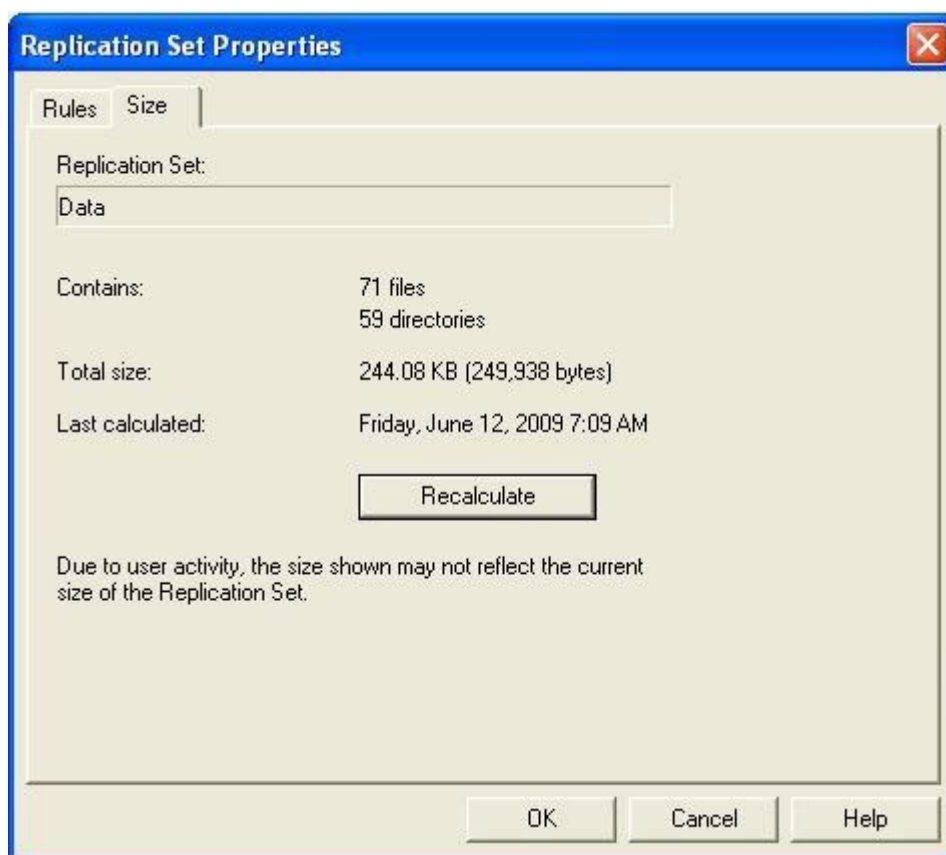 Replication Set Properties
Rules Size
Replication Set:
Data
Contains: 71 files
59 directories
Total size: 244.08 KB (249,938 bytes)
Last calculated: Friday, June 12, 2009 7:09 AM
Recalculate
Due to user activity, the size shown may not reflect the current
size of the Replication Set.
OK Cancel Help